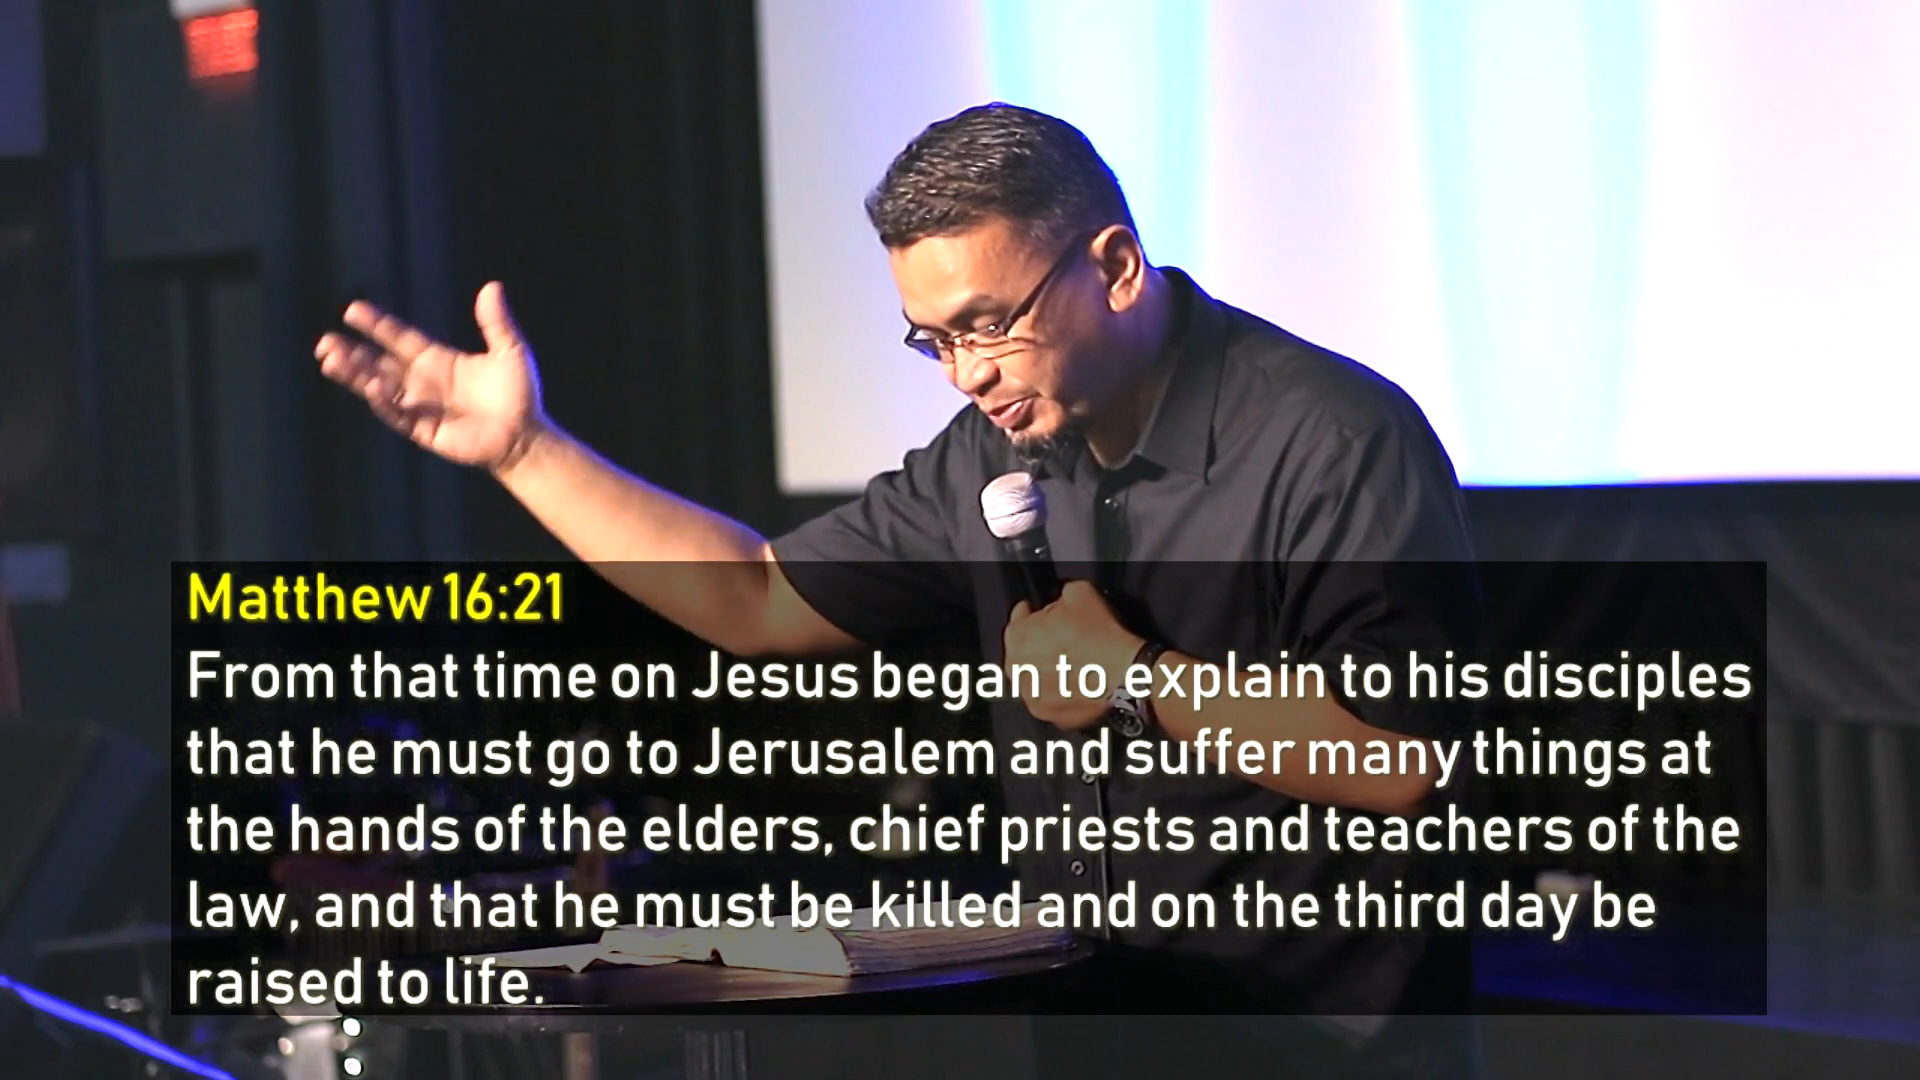 Matthew 16:21
From that time on Jesus began to explain to his disciples
that he must go to Jerusalem and suffer many things at
the hands of the elders, chief priests and teachers of the
law, and that he must be killed and on the third day be
raised to life.